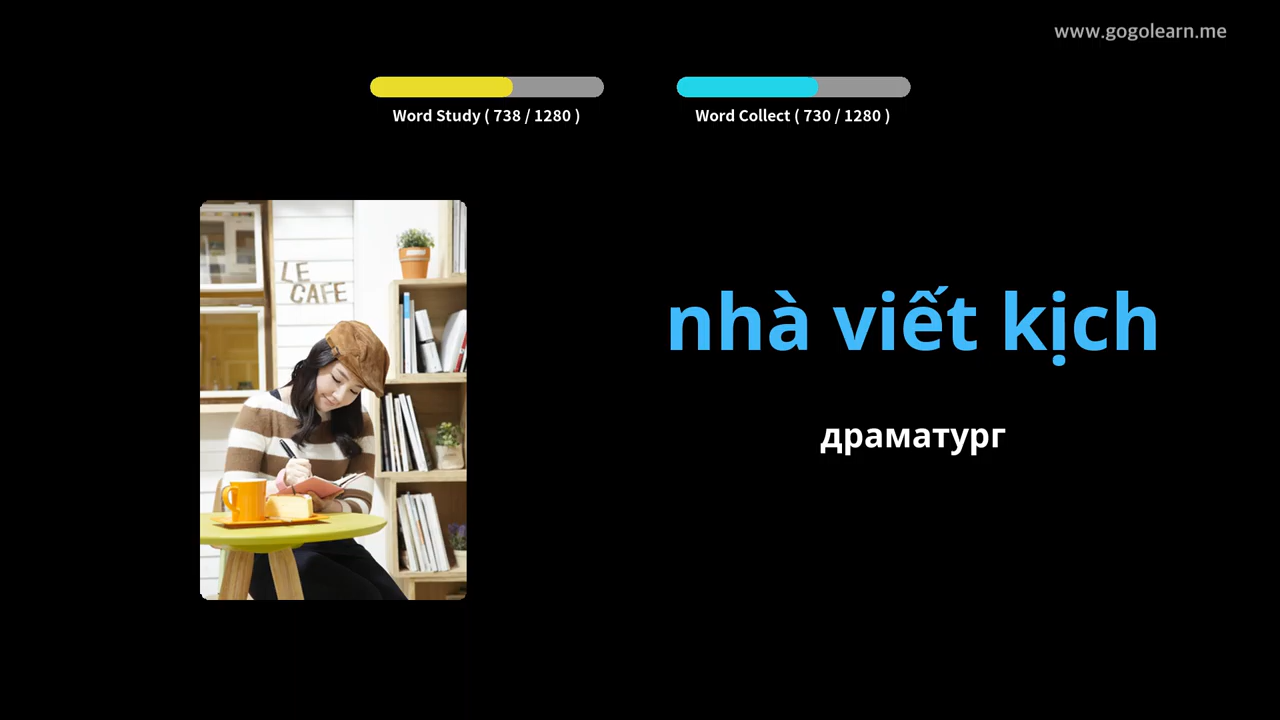 www.gogolearn.me
Word Study ( 738 / 1280 )
Word Collect ( 730 / 1280 )
LE
CAFE
nhà viết kịch
драматург